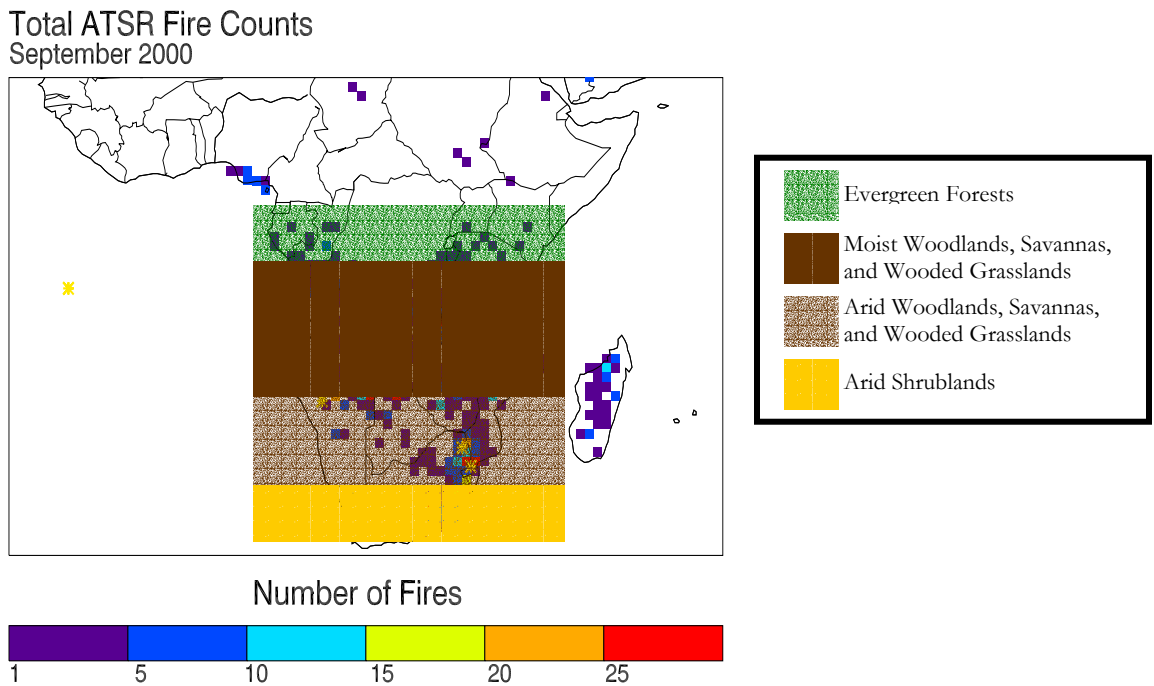 Total ATSR Fire Counts
September 2000
Evergreen Forests
Moist Woodlands, Savannas,
and Wooded Grasslands
Arid Woodlands, Savannas,
and Wooded Grasslands
Arid Shrublands
Number of Fires
1 5 10 15 20 25